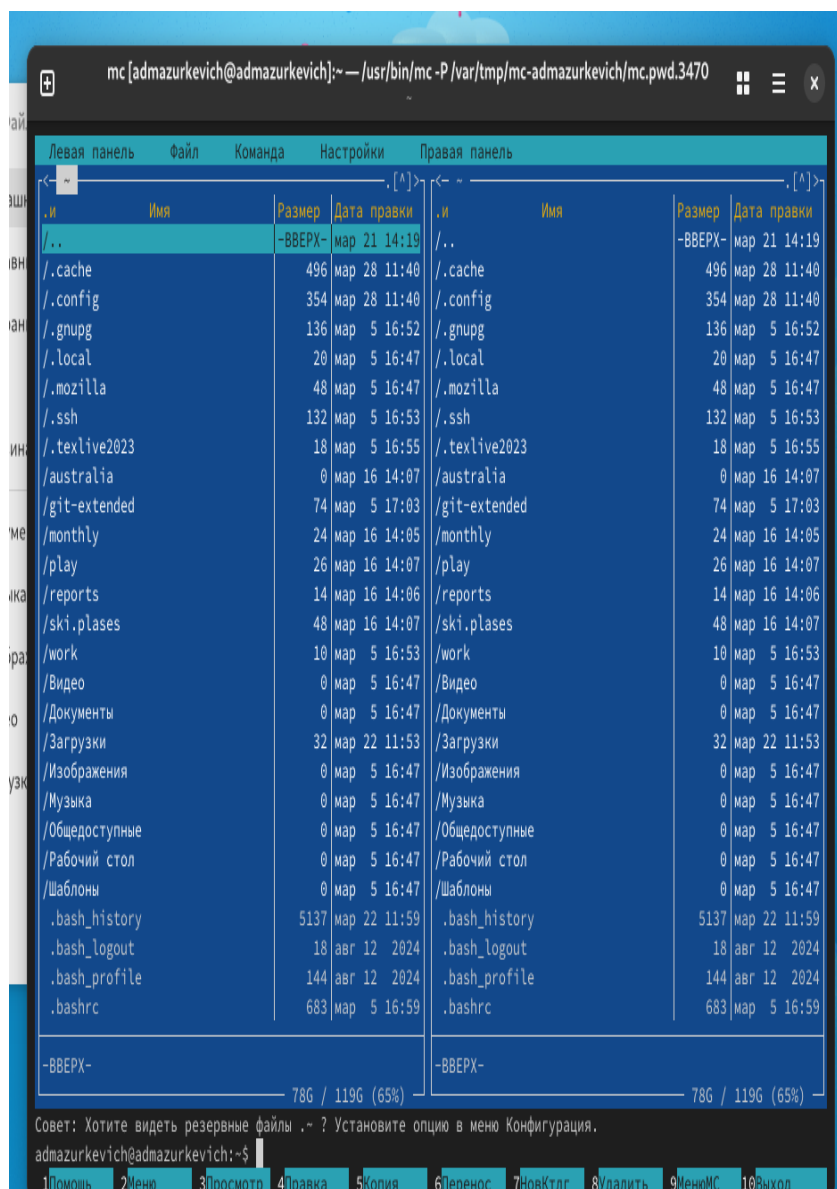 mc [admazurkevich@admazurkevich]:~ — /usr/bin/mc -P /var/tmp/mc-admazurkevich/mc.pwd.3470
~
Левая панель Файл Команда Настройки Правая панель
<- ~ .[^]> <- ~ .[^]>
.и Имя Размер Дата правки .и Имя Размер Дата правки
/.. -ВВЕРХ- мар 21 14:19 /.. -ВВЕРХ- мар 21 14:19
/.cache 496 мар 28 11:40 /.cache 496 мар 28 11:40
/.config 354 мар 28 11:40 /.config 354 мар 28 11:40
/.gnupg 136 мар 5 16:52 /.gnupg 136 мар 5 16:52
/.local 20 мар 5 16:47 /.local 20 мар 5 16:47
/.mozilla 48 мар 5 16:47 /.mozilla 48 мар 5 16:47
/.ssh 132 мар 5 16:53 /.ssh 132 мар 5 16:53
/.texlive2023 18 мар 5 16:55 /.texlive2023 18 мар 5 16:55
/australia 0 мар 16 14:07 /australia 0 мар 16 14:07
/git-extended 74 мар 5 17:03 /git-extended 74 мар 5 17:03
/monthly 24 мар 16 14:05 /monthly 24 мар 16 14:05
/play 26 мар 16 14:07 /play 26 мар 16 14:07
/reports 14 мар 16 14:06 /reports 14 мар 16 14:06
/ski.plases 48 мар 16 14:07 /ski.plases 48 мар 16 14:07
/work 10 мар 5 16:53 /work 10 мар 5 16:53
/Видео 0 мар 5 16:47 /Видео 0 мар 5 16:47
/Документы 0 мар 5 16:47 /Документы 0 мар 5 16:47
/Загрузки 32 мар 22 11:53 /Загрузки 32 мар 22 11:53
/Изображения 0 мар 5 16:47 /Изображения 0 мар 5 16:47
/Музыка 0 мар 5 16:47 /Музыка 0 мар 5 16:47
/Общедоступные 0 мар 5 16:47 /Общедоступные 0 мар 5 16:47
/Рабочий стол 0 мар 5 16:47 /Рабочий стол 0 мар 5 16:47
/Шаблоны 0 мар 5 16:47 /Шаблоны 0 мар 5 16:47
.bash_history 5137 мар 22 11:59 .bash_history 5137 мар 22 11:59
.bash_logout 18 авг 12 2024 .bash_logout 18 авг 12 2024
.bash_profile 144 авг 12 2024 .bash_profile 144 авг 12 2024
.bashrc 683 мар 5 16:59 .bashrc 683 мар 5 16:59
-ВВЕРХ- -ВВЕРХ-
78G / 119G (65%) 78G / 119G (65%)
Совет: Хотите видеть резервные файлы .~ ? Установите опцию в меню Конфигурация.
admazurkevich@admazurkevich:~$
1Помощь 2Меню 3Просмотр 4Правка 5Копия 6Перенос 7НовКтлг 8Удалить 9МенюMC 10Выход